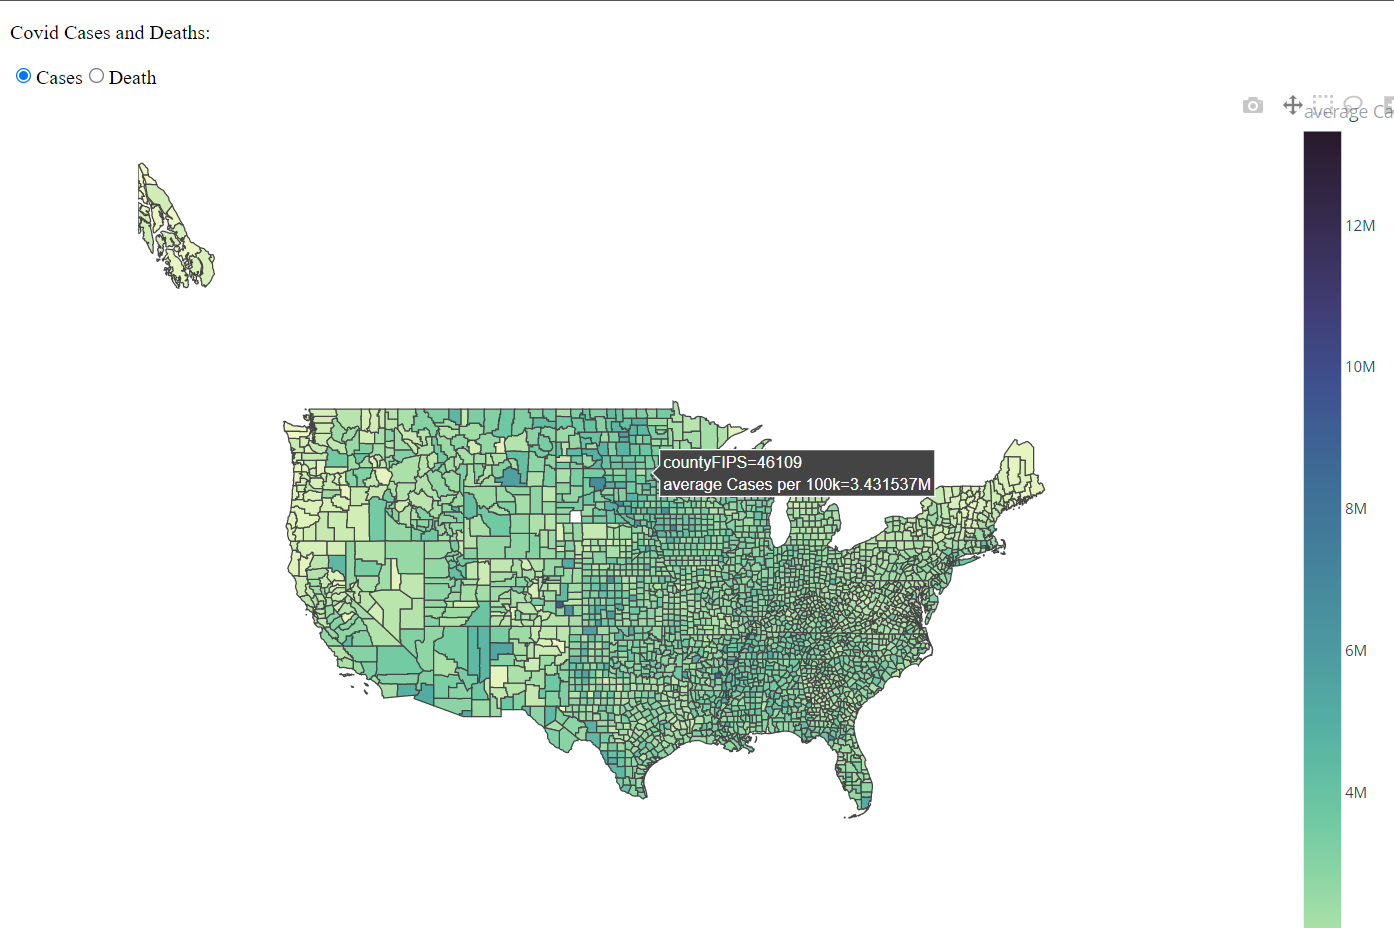 Covid Cases and Deaths:
Cases Death
average Ca
12M
10M
countyFIPS=46109
average Cases per 100k=3.431537M
8M
6M
4M